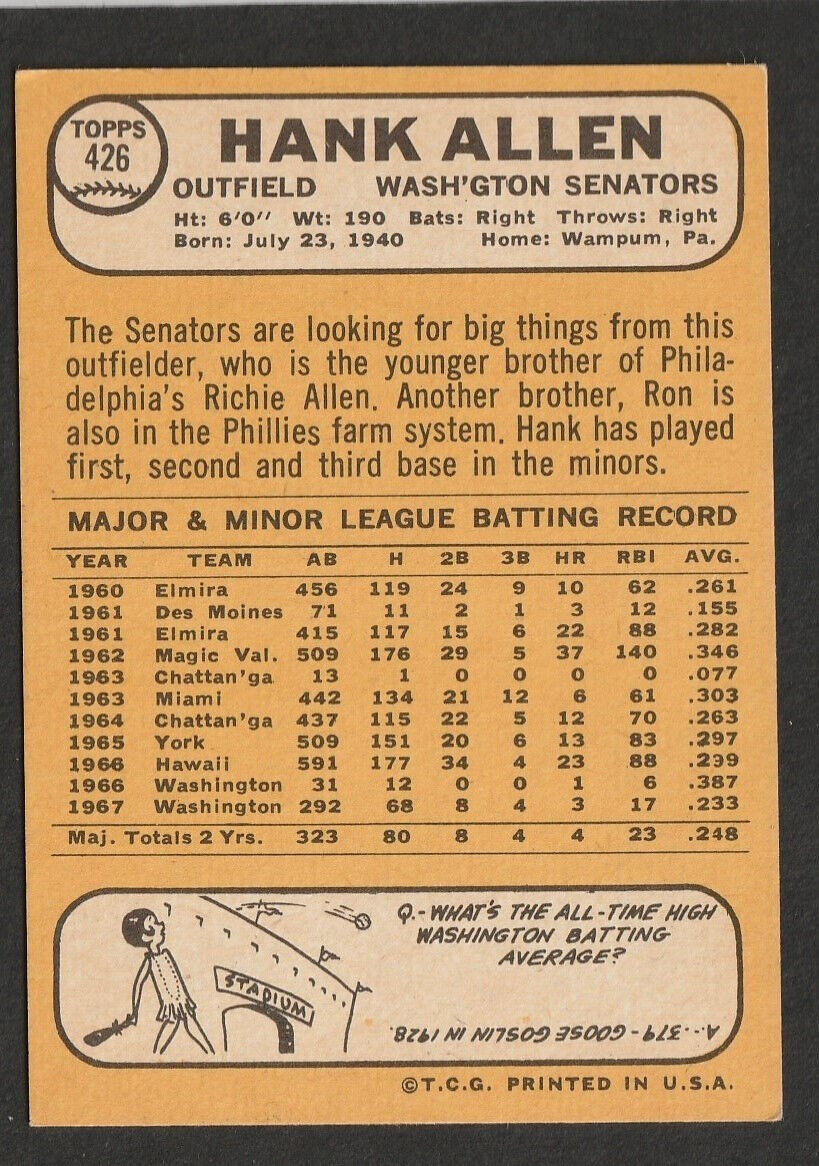 TOPPS
426
HANK ALLEN
OUTFIELD WASH'GTON SENATORS
Ht: 6'0" Wt: 190 Bats: Right Throws: Right
Born: July 23, 1940 Home: Wampum, Pa.
The Senators are looking for big things from this
outfielder, who is the younger brother of Phila-
delphia's Richie Allen. Another brother, Ron is
also in the Phillies farm system. Hank has played
first, second and third base in the minors.
MAJOR & MINOR LEAGUE BATTING RECORD
YEAR TEAM AB H 2B 3B HR RBI AVG.
1960 Elmira 456 119 24 9 10 62 .261
1961 Des Moines 71 11 2 1 3 12 .155
1961 Elmira 415 117 15 6 22 88 .282
1962 Magic Val. 509 176 29 5 37 140 .346
1963 Chattan'ga 13 1 0 0 0 0 .077
1963 Miami 442 134 21 12 6 61 .303
1964 Chattan'ga 437 115 22 5 12 70 .263
1965 York 509 151 20 6 13 83 .297
1966 Hawaii 591 177 34 4 23 88 .299
1966 Washington 31 12 0 0 1 6 .387
1967 Washington 292 68 8 4 3 17 .233
Maj. Totals 2 Yrs. 323 80 8 4 4 23 .248
STADIUM
Q.- WHAT'S THE ALL-TIME HIGH
WASHINGTON BATTING
AVERAGE?
A.-.379 - GOOSE GOSLIN IN 1928.
©T.C.G. PRINTED IN U.S.A.